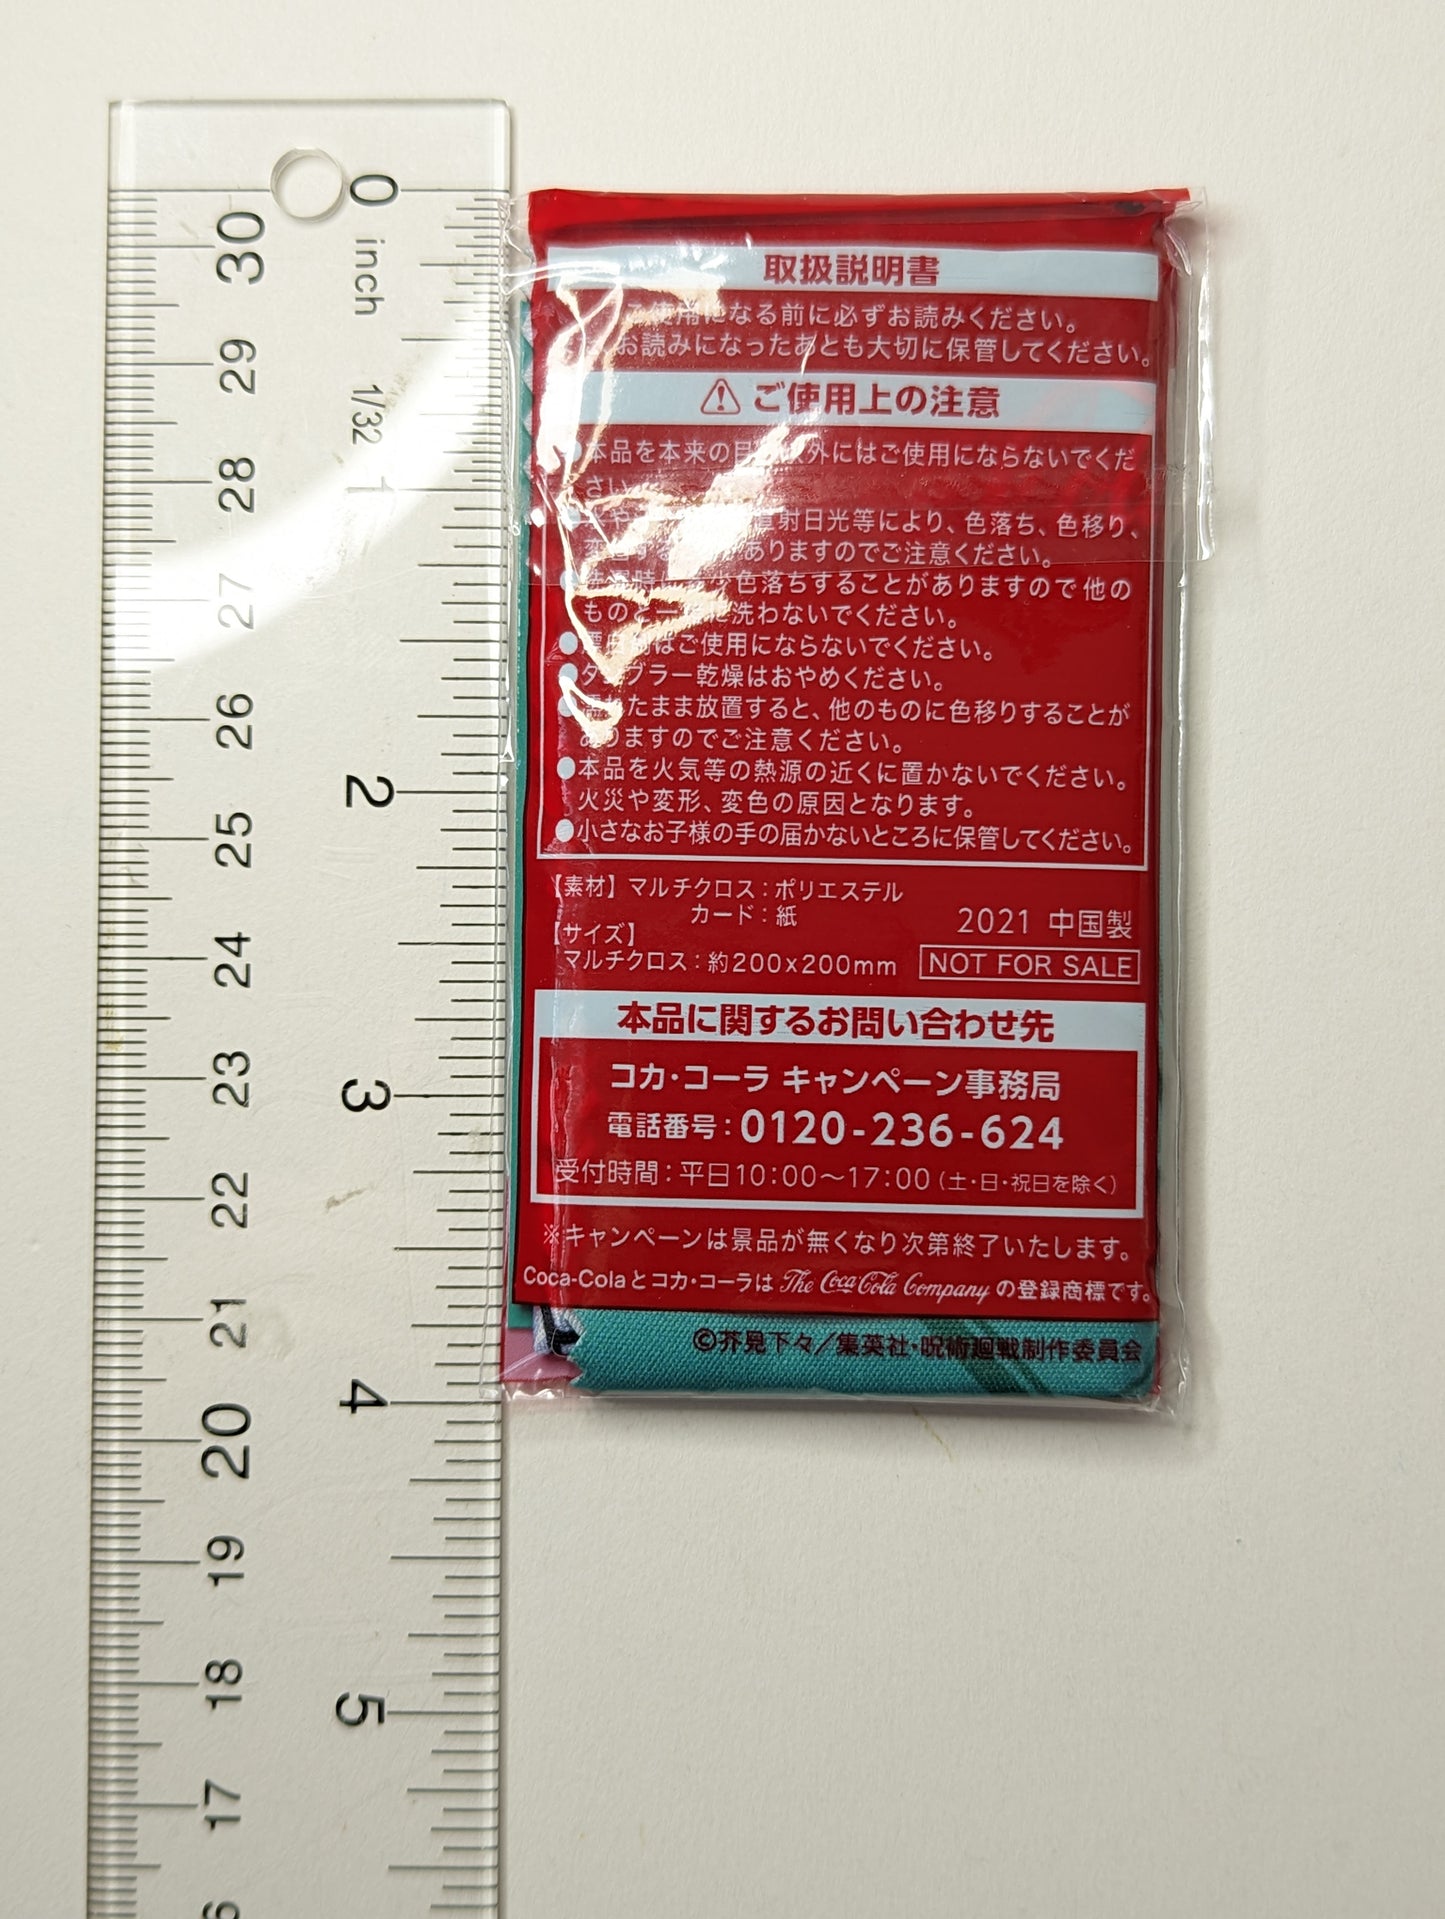 0
inch
1/32
1
2
3
4
5
30
29
28
27
26
25
24
23
22
21
20
19
18
17
取扱説明書
ご使用になる前に必ずお読みください。
お読みになったあとも大切に保管してください。
⚠ ご使用上の注意
●本品を本来の目 外にはご使用にならないでくだ
さい
直射日光等により、色落ち、色移り、
ありますのでご注意ください。
色落ちすることがありますので他の
ものと一 に洗わないでください。
はご使用にならないでください。
●タンブラー乾燥はおやめください。
れたまま放置すると、他のものに色移りすることが
ありますのでご注意ください。
●本品を火気等の熱源の近くに置かないでください。
火災や変形、変色の原因となります。
●小さなお子様の手の届かないところに保管してください。
【素材】マルチクロス：ポリエステル
カード：紙
【サイズ】
マルチクロス：約200x200mm
2021 中国製
NOT FOR SALE
本品に関するお問い合わせ先
コカ・コーラ キャンペーン事務局
電話番号：0120-236-624
受付時間：平日10:00～17:00（土・日・祝日を除く）
※キャンペーンは景品が無くなり次第終了いたします。
Coca-Colaとコカ・コーラは The Coca-Cola Company の登録商標です。
©芥見下々／集英社・呪術廻戦制作委員会